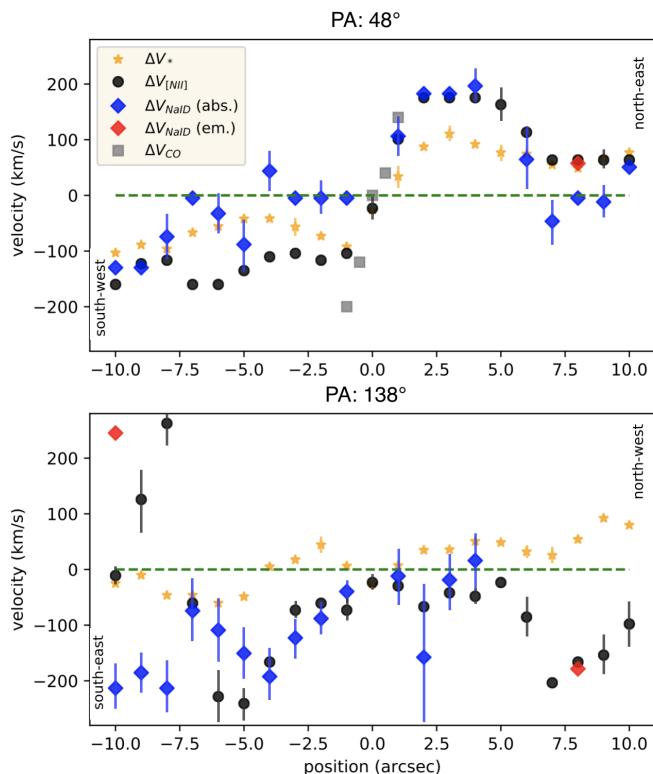 PA: 48°
ΔV*
ΔV[NII]
ΔVNaID (abs.)
ΔVNaID (em.)
ΔVCO
north-east
south-west
velocity (km/s)
200
100
0
−100
−200
−10.0 −7.5 −5.0 −2.5 0.0 2.5 5.0 7.5 10.0
PA: 138°
north-west
south-east
velocity (km/s)
200
100
0
−100
−200
−10.0 −7.5 −5.0 −2.5 0.0 2.5 5.0 7.5 10.0
position (arcsec)